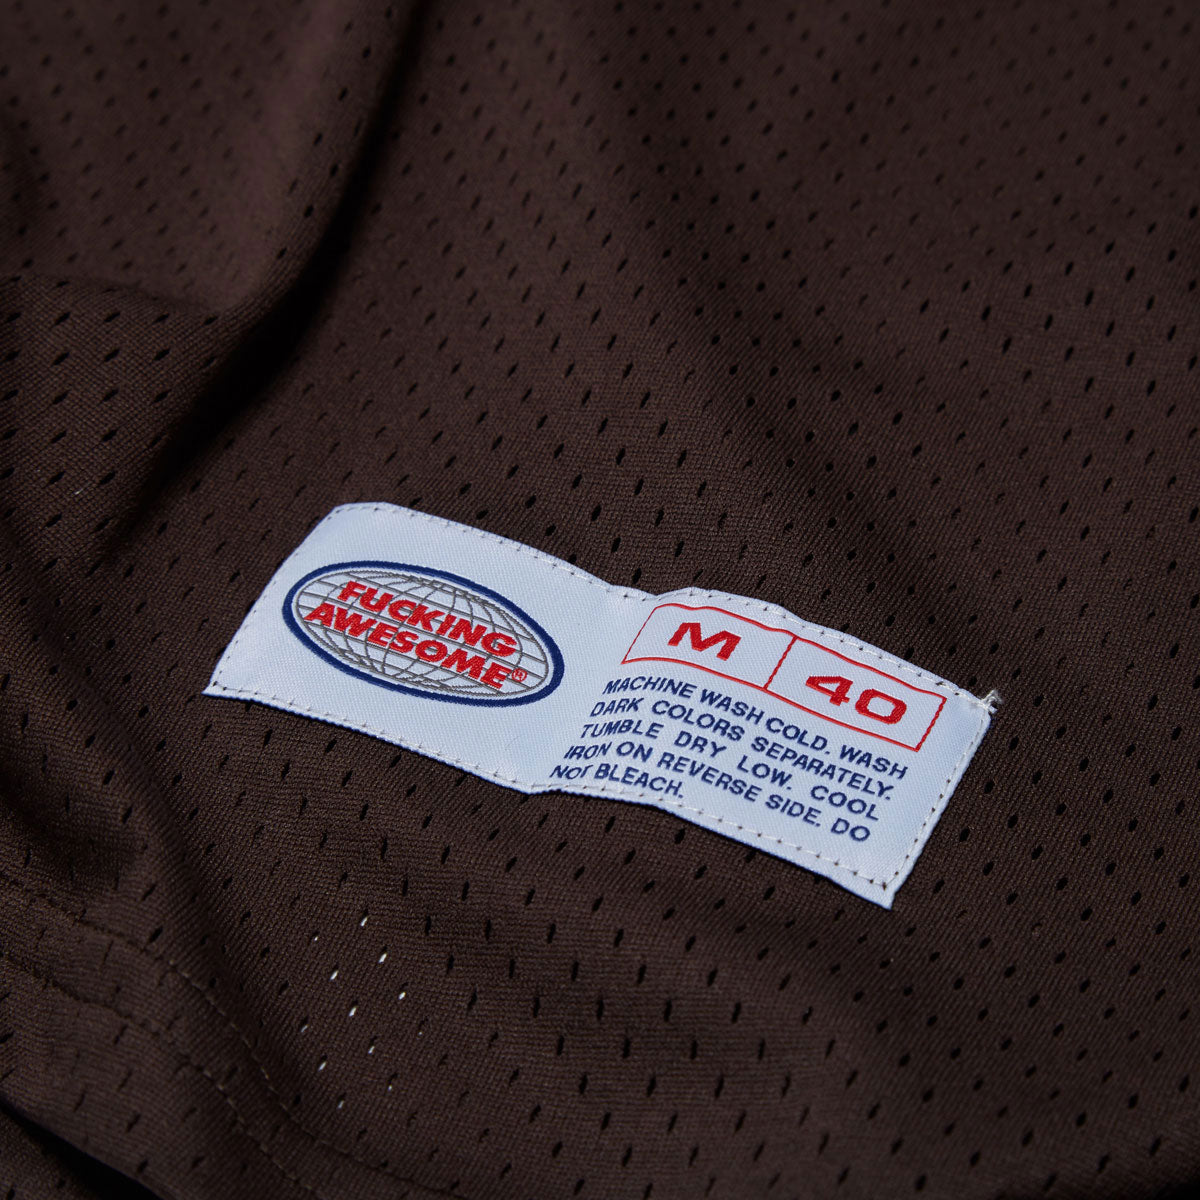 FUCKING
AWESOME®
M 40
MACHINE WASH COLD. WASH
DARK COLORS SEPARATELY.
TUMBLE DRY LOW. COOL
IRON ON REVERSE SIDE. DO
NOT BLEACH.